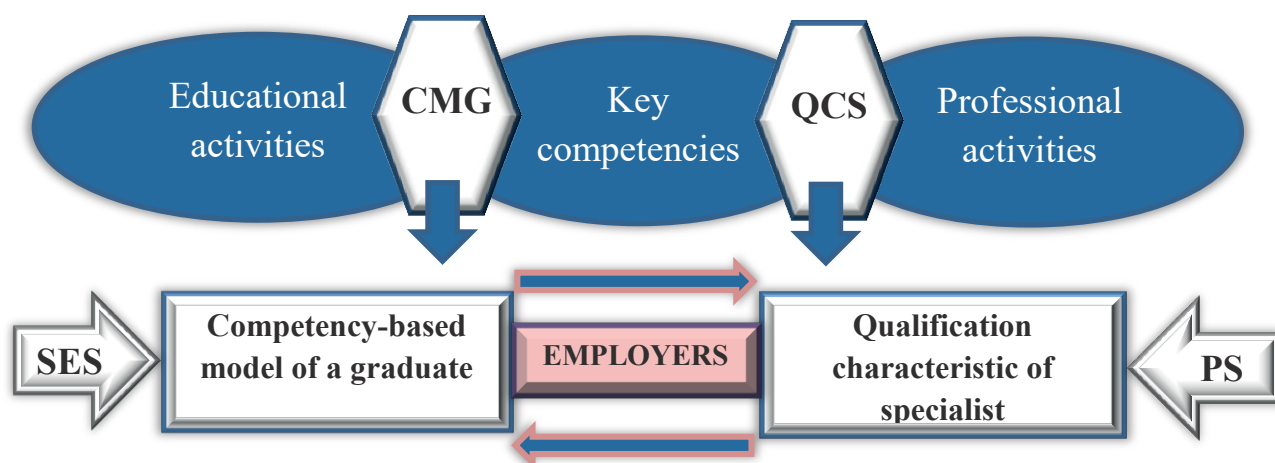 Educational
activities
CMG
Key
competencies
QCS
Professional
activities
SES
Competency-based
model of a graduate
EMPLOYERS
Qualification
characteristic of
specialist
PS